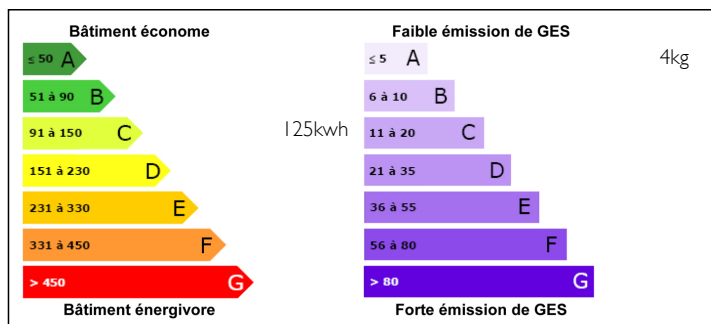 Bâtiment économe
≤ 50 A
51 à 90 B
91 à 150 C
125kwh
151 à 230 D
231 à 330 E
331 à 450 F
> 450 G
Bâtiment énergivore
Faible émission de GES
≤ 5 A
4kg
6 à 10 B
11 à 20 C
21 à 35 D
36 à 55 E
56 à 80 F
> 80 G
Forte émission de GES